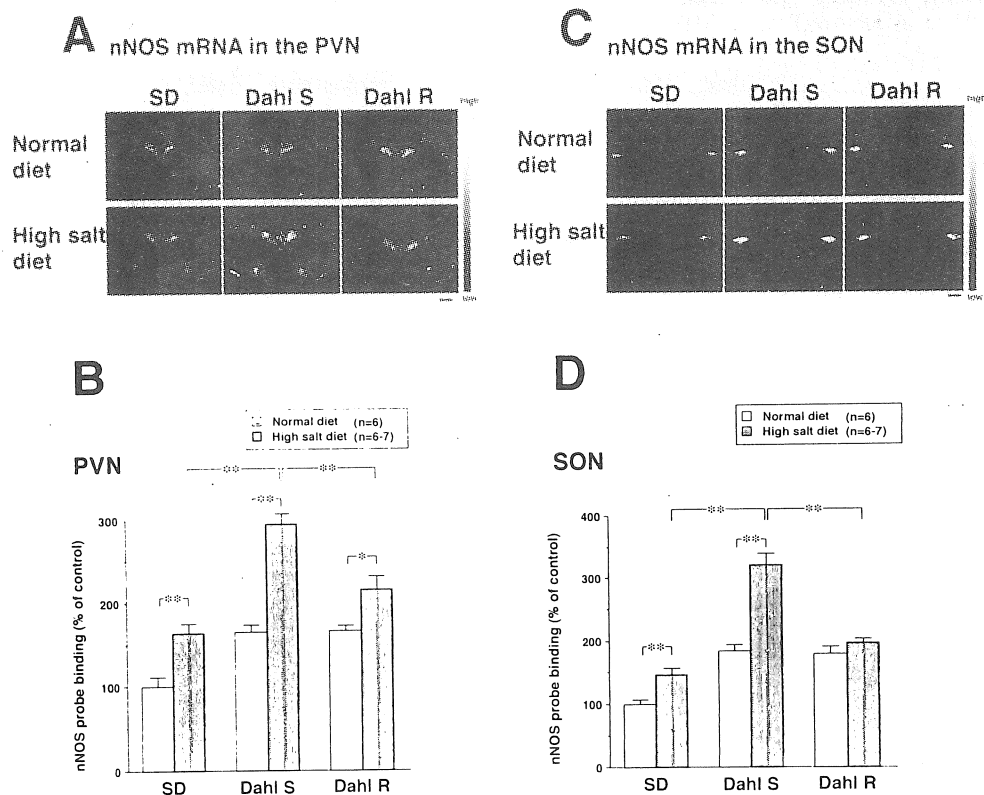 A nNOS mRNA in the PVN
SD Dahl S Dahl R
Normal
diet
High salt
diet
C nNOS mRNA in the SON
SD Dahl S Dahl R
Normal
diet
High salt
diet
B
Normal diet (n=6)
High salt diet (n=6-7)
PVN
** **
**
*
**
nNOS probe binding (% of control)
300
200
100
0
SD Dahl S Dahl R
D
Normal diet (n=6)
High salt diet (n=6-7)
SON
** **
**
**
nNOS probe binding (% of control)
400
300
200
100
0
SD Dahl S Dahl R